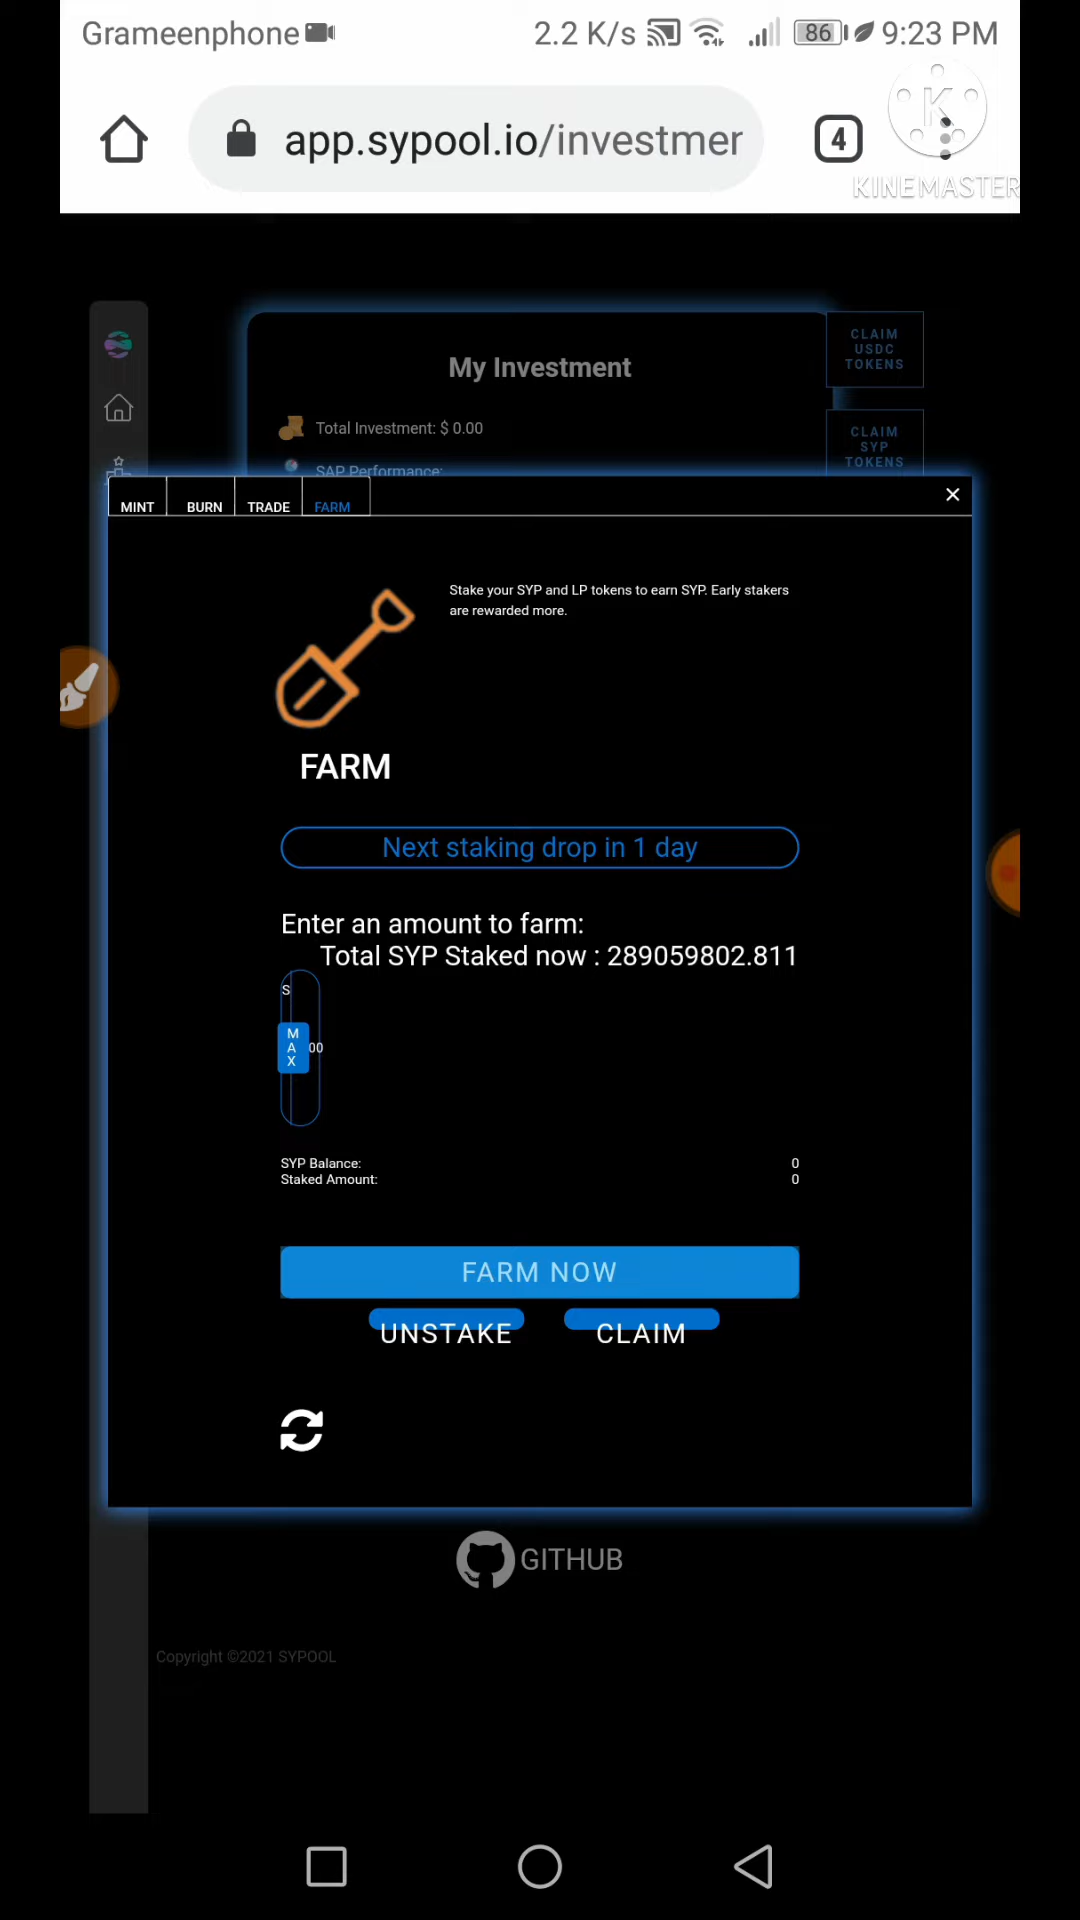 Grameenphone 2.2 K/s 86 9:23 PM
app.sypool.io/investmer 4
K
KINEMASTER
My Investment
CLAIM
USDC
TOKENS
Total Investment: $ 0.00
CLAIM
SYP
TOKENS
SAP Performance:
MINT BURN TRADE FARM
Stake your SYP and LP tokens to earn SYP. Early stakers
are rewarded more.
FARM
Next staking drop in 1 day
Enter an amount to farm:
Total SYP Staked now : 289059802.811
S
M
A
X
00
SYP Balance: 0
Staked Amount: 0
FARM NOW
UNSTAKE CLAIM
GITHUB
Copyright ©2021 SYPOOL